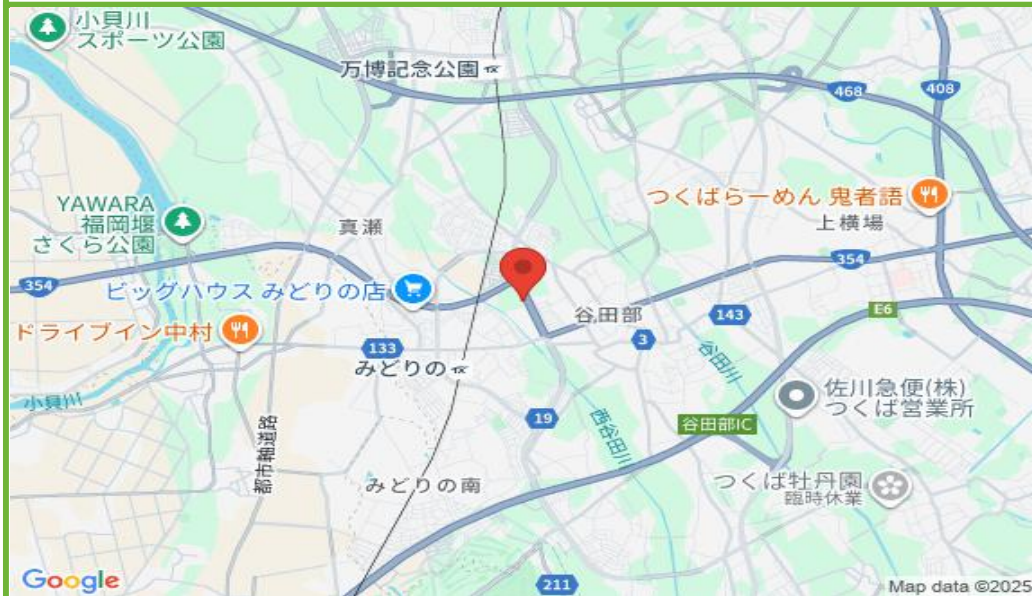 小貝川
スポーツ公園
万博記念公園
468
408
YAWARA
福岡堰
さくら公園
真瀬
つくばらーめん 鬼者語
上横場
354
354
ビッグハウス みどりの店
E6
ドライブイン中村
谷田部
143
133
3
みどりの
谷田川
小貝川
佐川急便(株)
つくば営業所
19
西谷田川
谷田部IC
都市軸道路
みどりの南
つくば牡丹園
臨時休業
Google
211
Map data ©2025